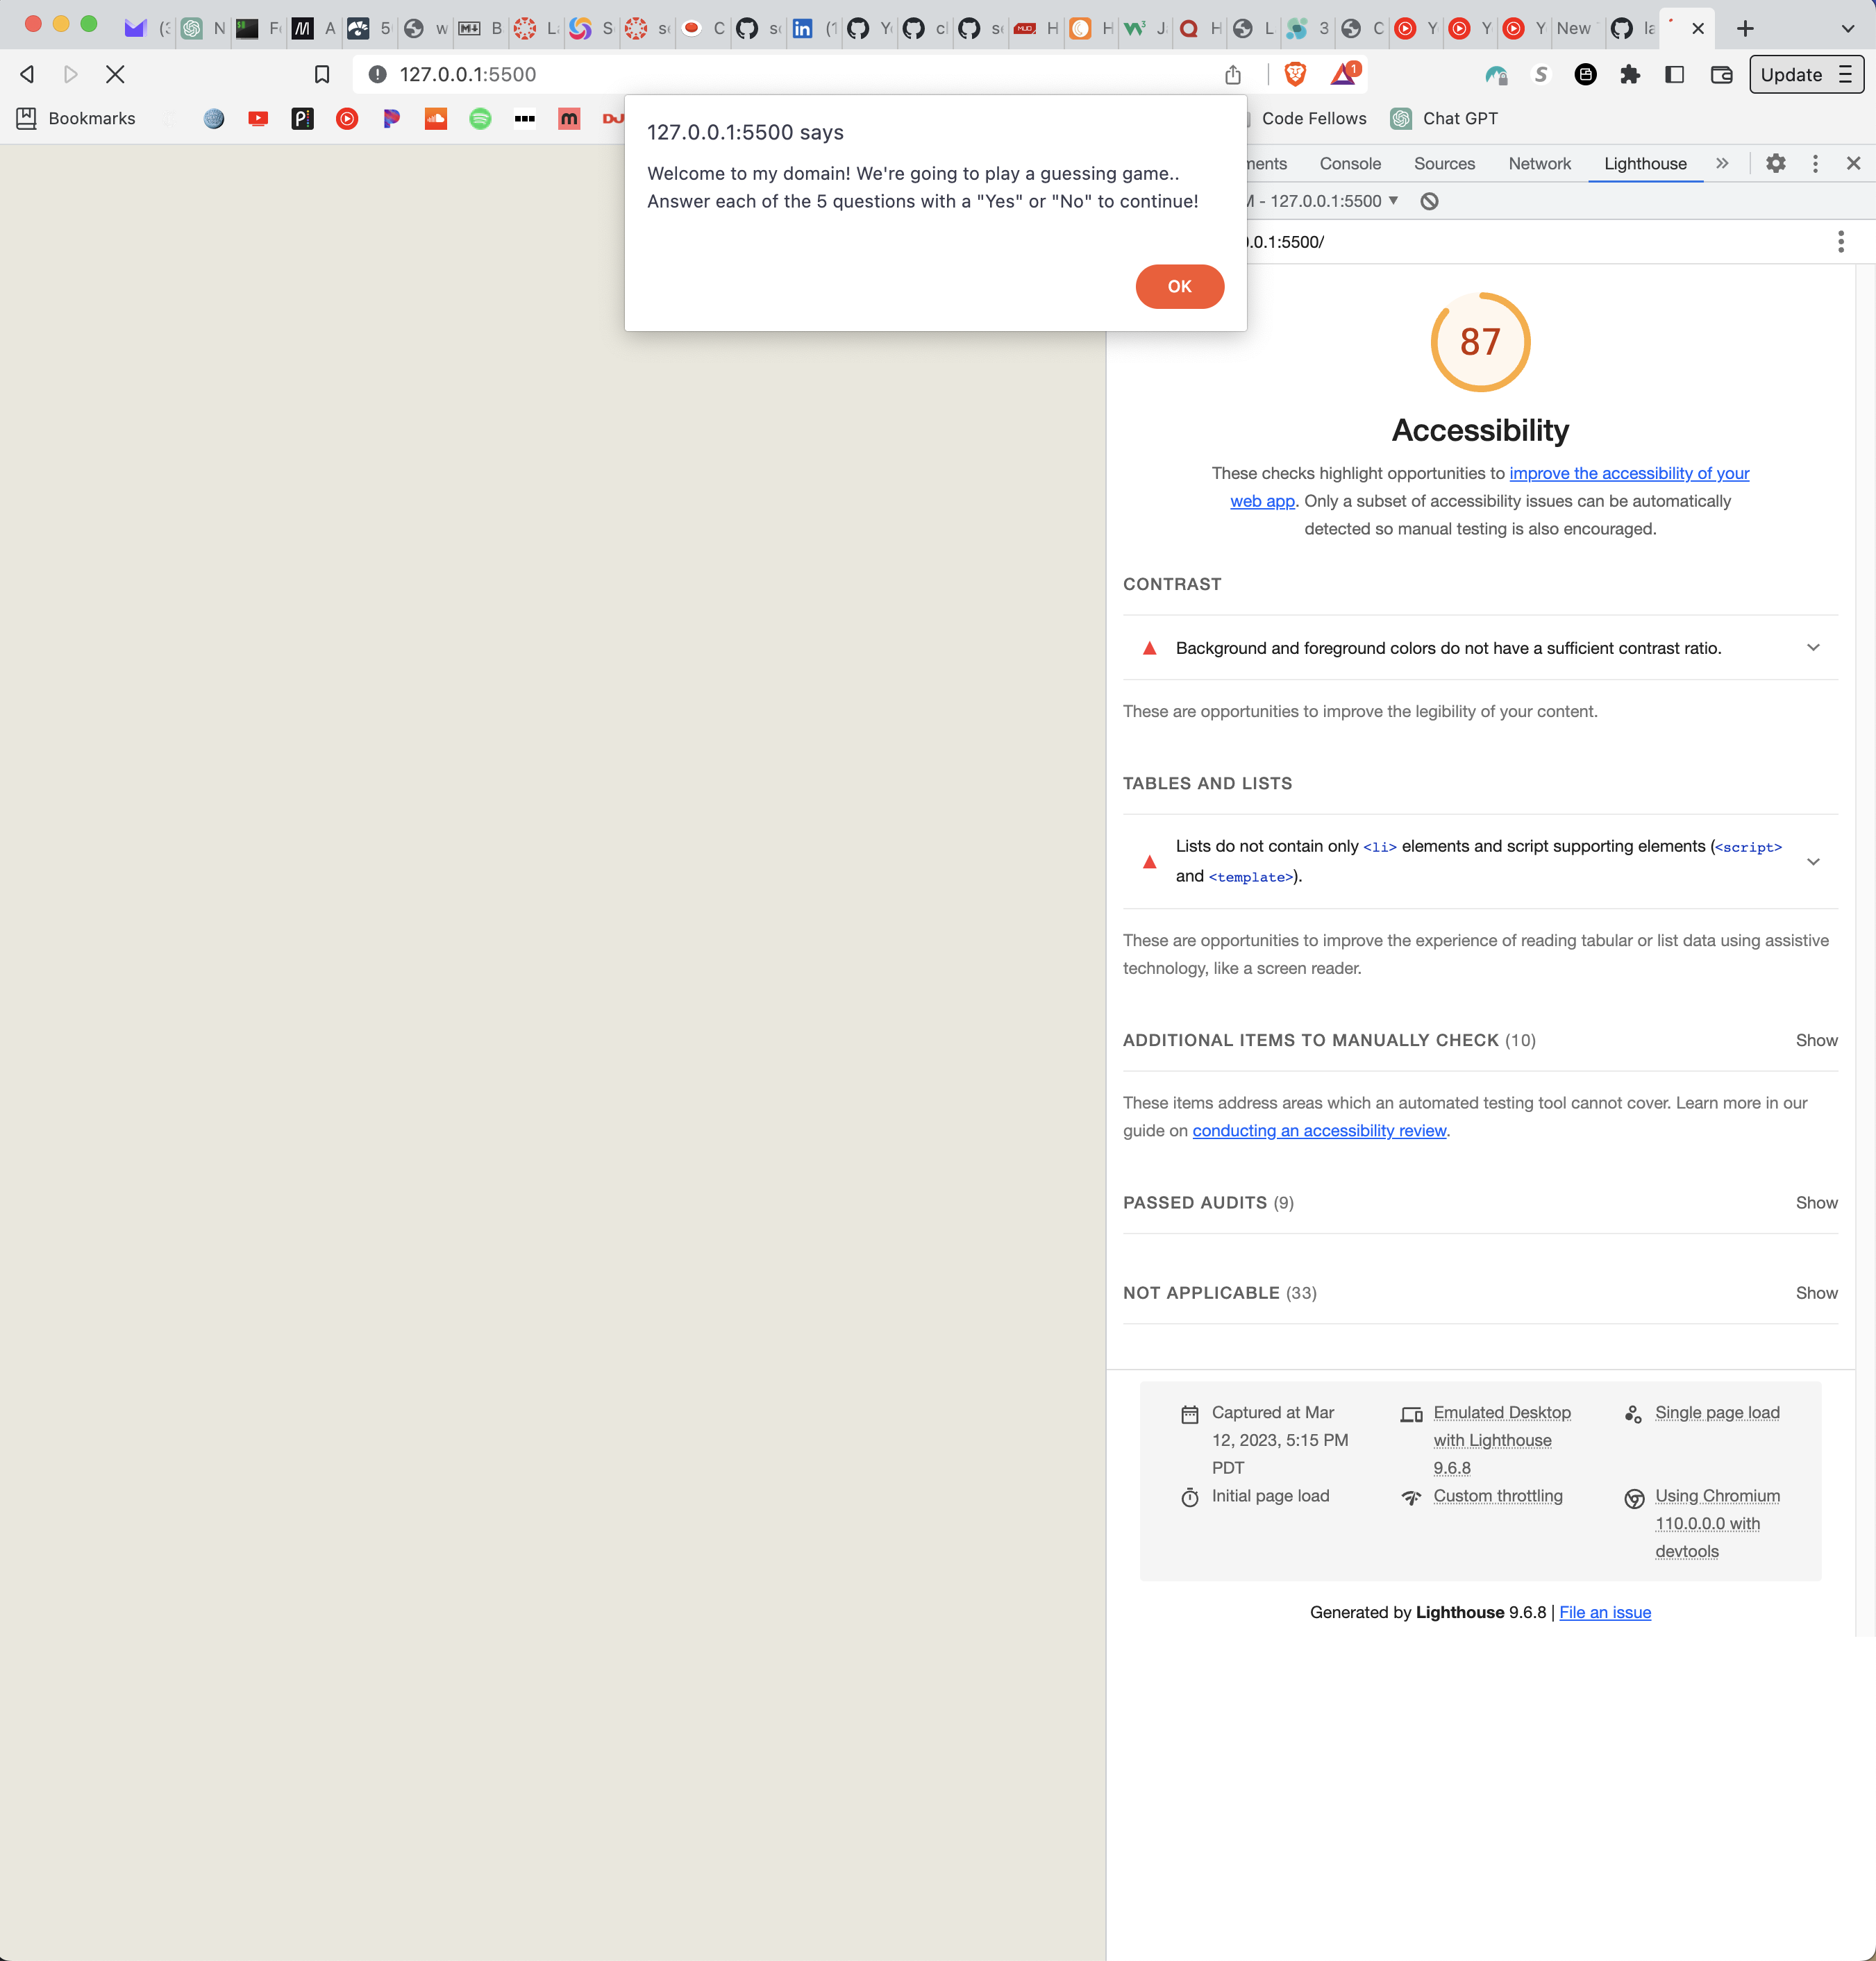 (3
N
F
A
5
w
B
L
S
s
C
s
(1
Y
c
s
H
H
J
H
L
3
C
Y
Y
Y
New
la
127.0.0.1:5500
1
Update
Bookmarks
DJ
Code Fellows
Chat GPT
ments
Console
Sources
Network
Lighthouse
M - 127.0.0.1:5500
0.0.1:5500/
127.0.0.1:5500 says
Welcome to my domain! We're going to play a guessing game..
Answer each of the 5 questions with a "Yes" or "No" to continue!
OK
87
Accessibility
These checks highlight opportunities to improve the accessibility of your
web app. Only a subset of accessibility issues can be automatically
detected so manual testing is also encouraged.
CONTRAST
Background and foreground colors do not have a sufficient contrast ratio.
These are opportunities to improve the legibility of your content.
TABLES AND LISTS
Lists do not contain only <li> elements and script supporting elements (<script>
and <template>).
These are opportunities to improve the experience of reading tabular or list data using assistive
technology, like a screen reader.
ADDITIONAL ITEMS TO MANUALLY CHECK (10) Show
These items address areas which an automated testing tool cannot cover. Learn more in our
guide on conducting an accessibility review.
PASSED AUDITS (9) Show
NOT APPLICABLE (33) Show
Captured at Mar
12, 2023, 5:15 PM
PDT
Emulated Desktop
with Lighthouse
9.6.8
Single page load
Initial page load
Custom throttling
Using Chromium
110.0.0.0 with
devtools
Generated by Lighthouse 9.6.8 | File an issue